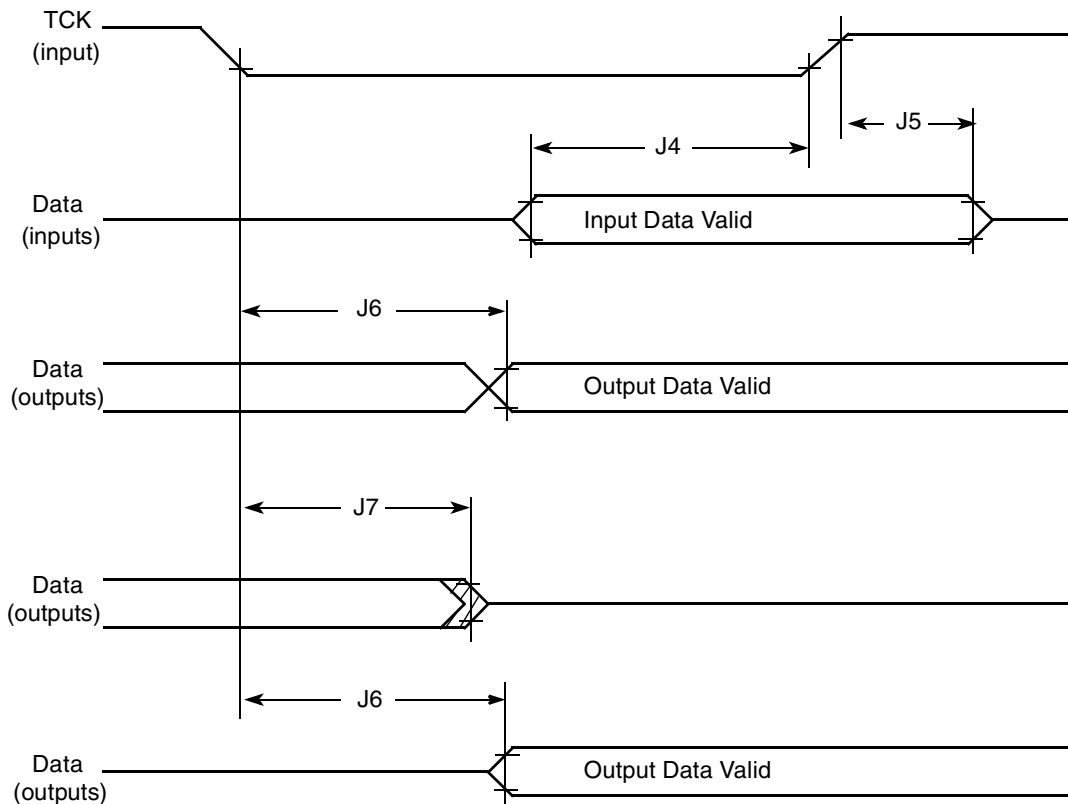 TCK
(input)
J5
J4
Data
(inputs)
Input Data Valid
J6
Data
(outputs)
Output Data Valid
J7
Data
(outputs)
J6
Data
(outputs)
Output Data Valid